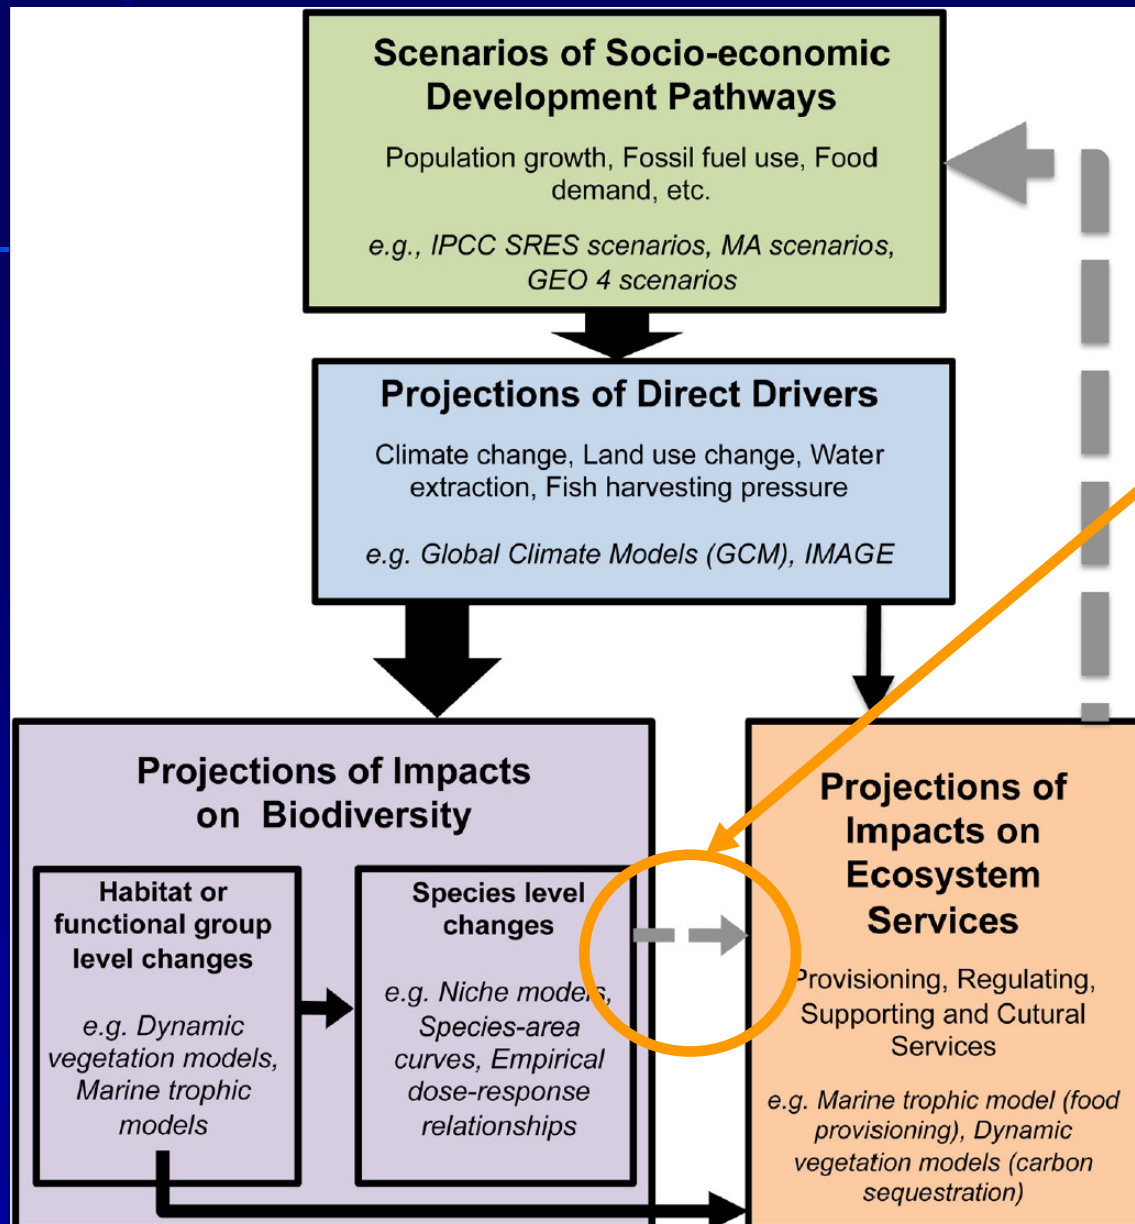 Scenarios of Socio-economic
Development Pathways
Population growth, Fossil fuel use, Food
demand, etc.
e.g., IPCC SRES scenarios, MA scenarios,
GEO 4 scenarios
Projections of Direct Drivers
Climate change, Land use change, Water
extraction, Fish harvesting pressure
e.g. Global Climate Models (GCM), IMAGE
Projections of Impacts
on Biodiversity
Habitat or
functional group
level changes
e.g. Dynamic
vegetation models,
Marine trophic
models
Species level
changes
e.g. Niche models,
Species-area
curves, Empirical
dose-response
relationships
Projections of
Impacts on
Ecosystem
Services
Provisioning, Regulating,
Supporting and Cutural
Services
e.g. Marine trophic model (food
provisioning), Dynamic
vegetation models (carbon
sequestration)